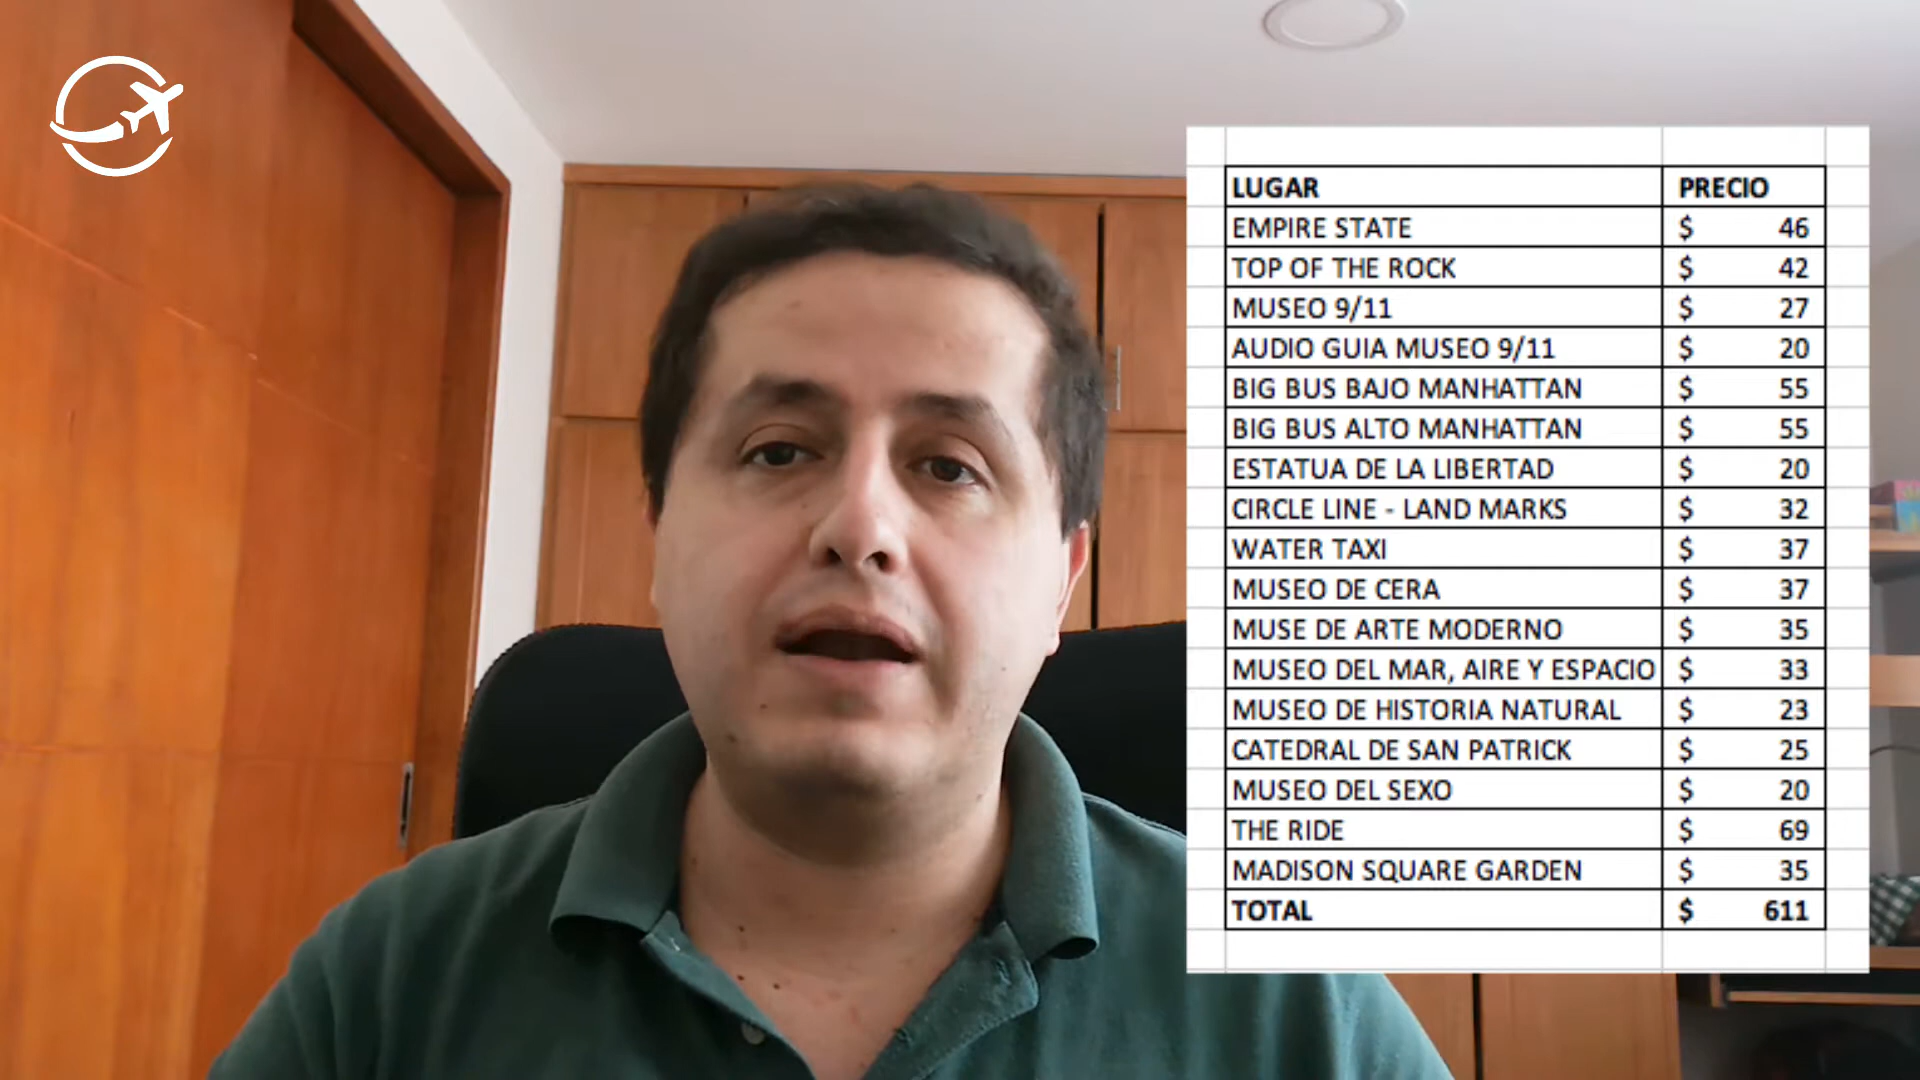 LUGAR PRECIO
EMPIRE STATE $ 46
TOP OF THE ROCK $ 42
MUSEO 9/11 $ 27
AUDIO GUIA MUSEO 9/11 $ 20
BIG BUS BAJO MANHATTAN $ 55
BIG BUS ALTO MANHATTAN $ 55
ESTATUA DE LA LIBERTAD $ 20
CIRCLE LINE - LAND MARKS $ 32
WATER TAXI $ 37
MUSEO DE CERA $ 37
MUSE DE ARTE MODERNO $ 35
MUSEO DEL MAR, AIRE Y ESPACIO $ 33
MUSEO DE HISTORIA NATURAL $ 23
CATEDRAL DE SAN PATRICK $ 25
MUSEO DEL SEXO $ 20
THE RIDE $ 69
MADISON SQUARE GARDEN $ 35
TOTAL $ 611